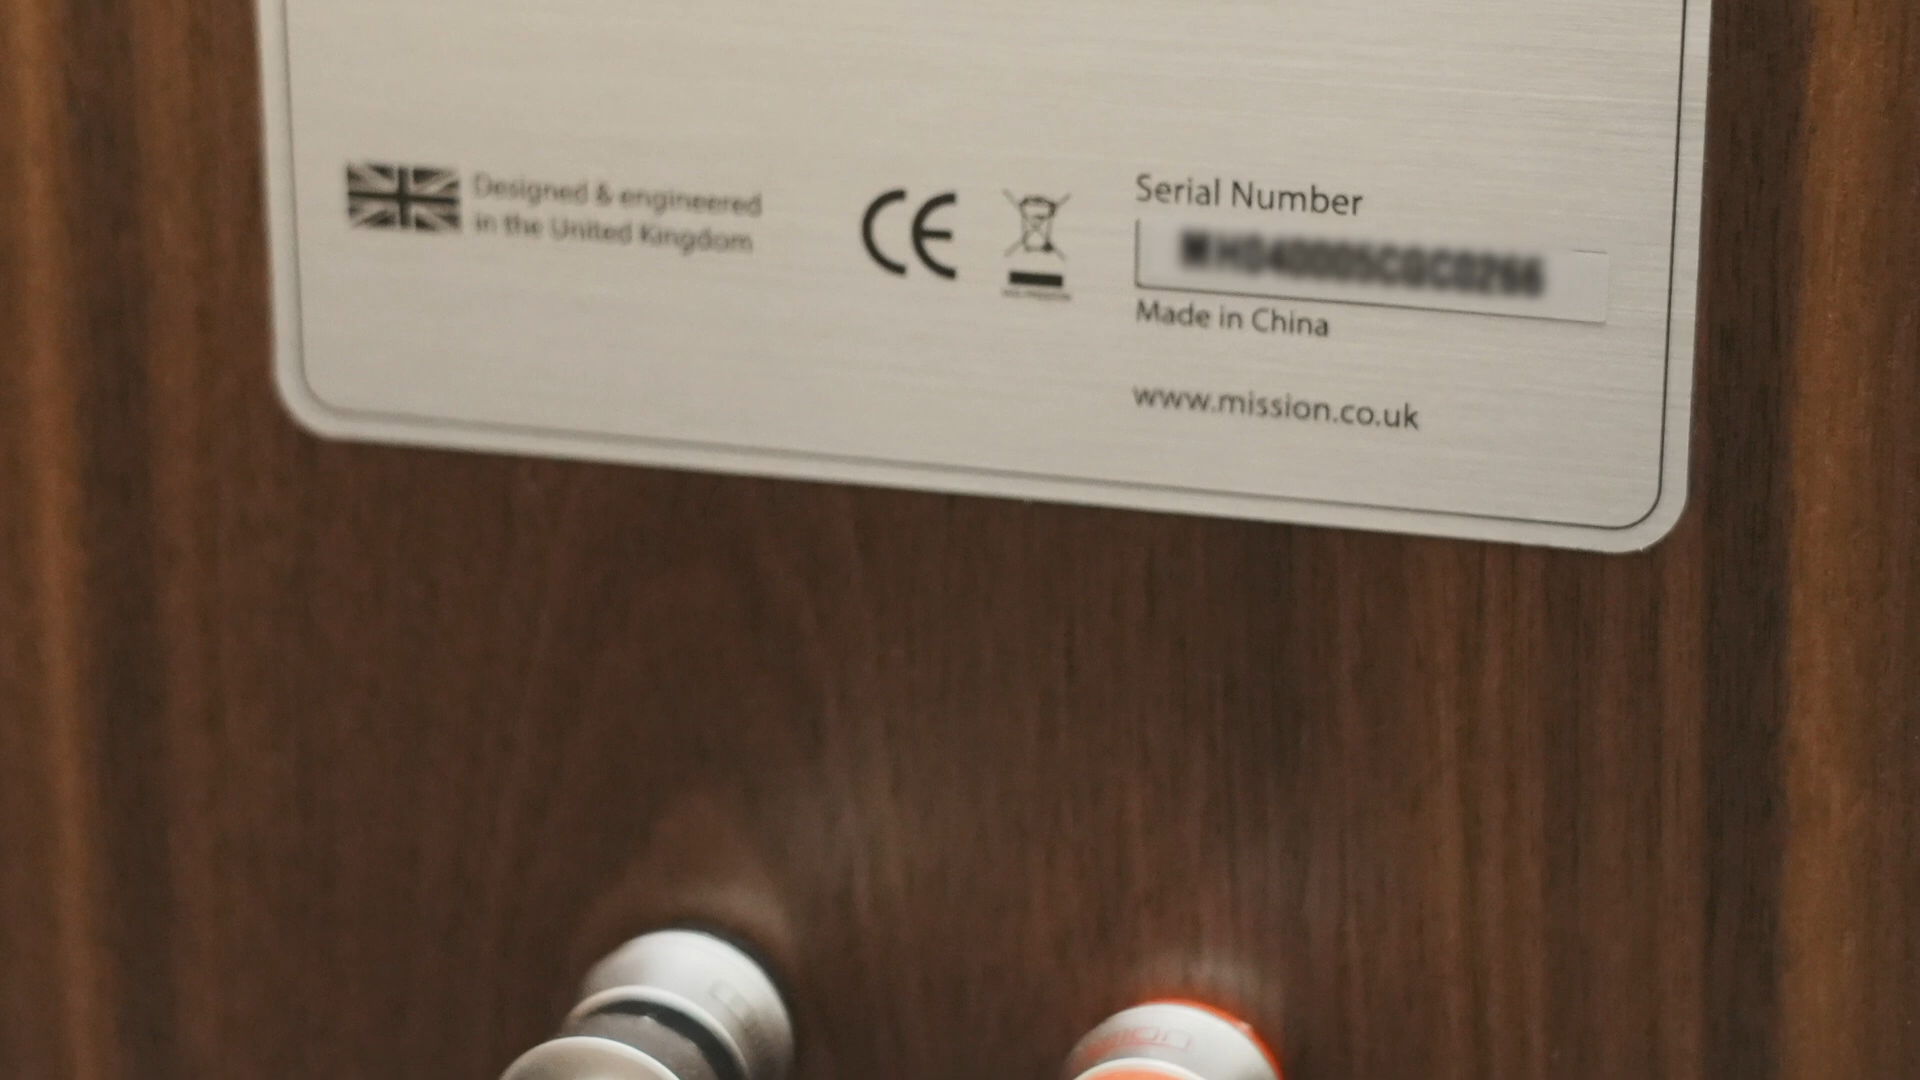 Designed & engineered
in the United Kingdom
CE
Serial Number
Made in China
www.mission.co.uk